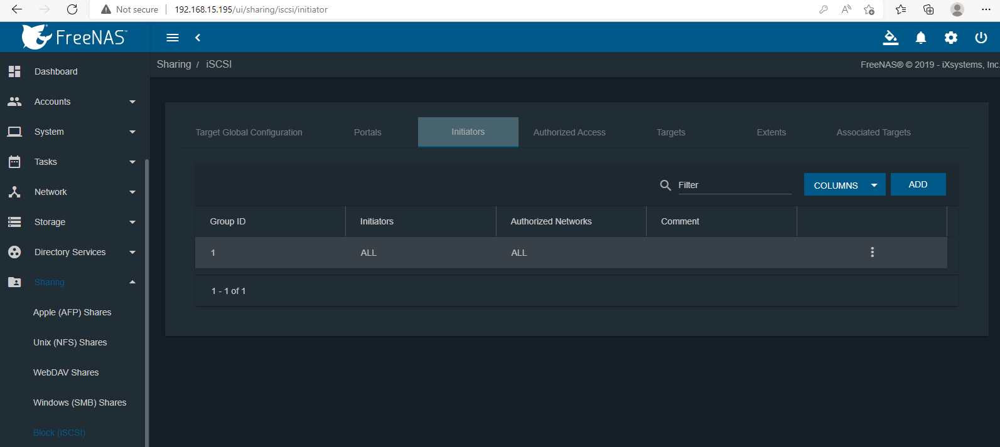 Not secure | 192.168.15.195/ui/sharing/iscsi/initiator
FreeNAS™
Sharing / iSCSI
FreeNAS® © 2019 - iXsystems, Inc.
Dashboard
Accounts
System
Tasks
Network
Storage
Directory Services
Sharing
Apple (AFP) Shares
Unix (NFS) Shares
WebDAV Shares
Windows (SMB) Shares
Block (iSCSI)
Target Global Configuration Portals Initiators Authorized Access Targets Extents Associated Targets
Filter COLUMNS ADD
Group ID Initiators Authorized Networks Comment
1 ALL ALL
1 - 1 of 1